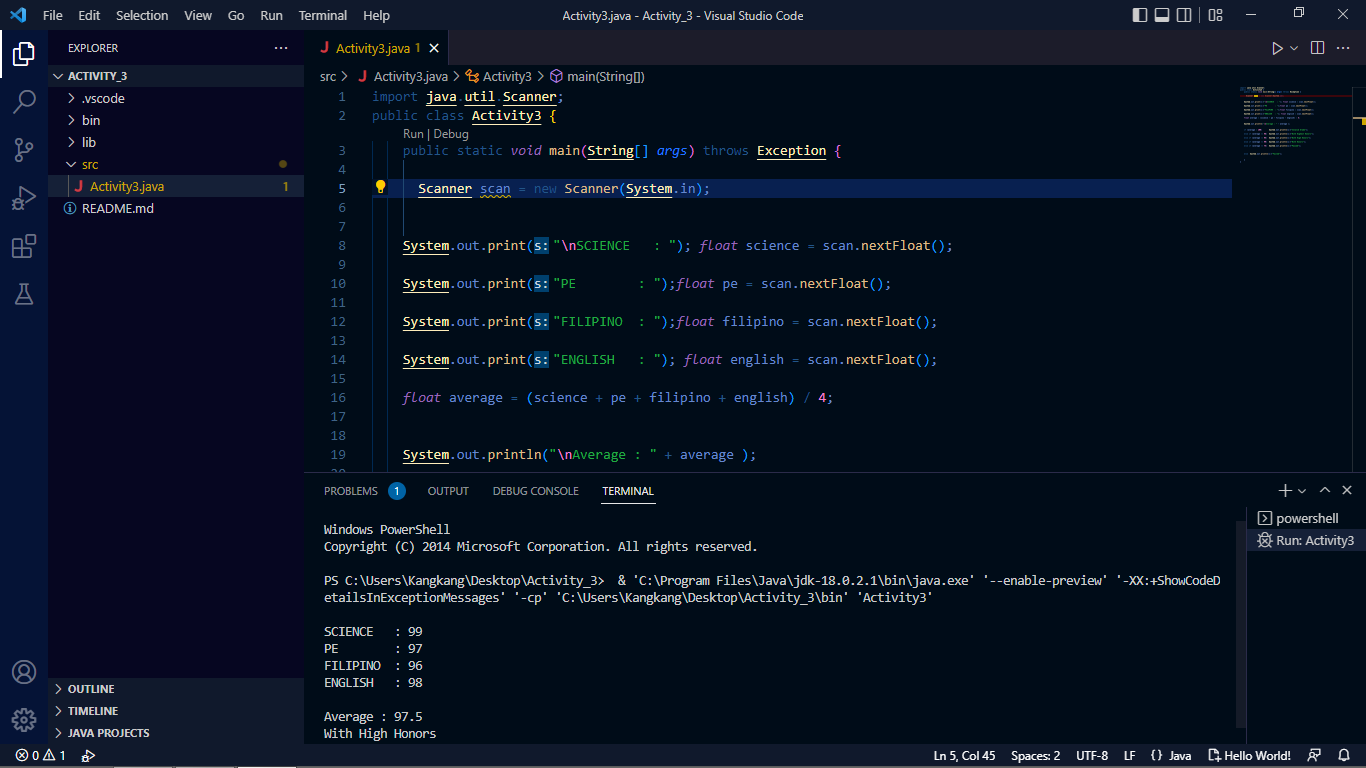 File Edit Selection View Go Run Terminal Help Activity3.java - Activity_3 - Visual Studio Code
EXPLORER
ACTIVITY_3
.vscode
bin
lib
src
Activity3.java 1
README.md
OUTLINE
TIMELINE
JAVA PROJECTS
Activity3.java 1
src > Activity3.java > Activity3 > main(String[])
1 import java.util.Scanner;
2 public class Activity3 {
Run | Debug
3 public static void main(String[] args) throws Exception {
4
5 Scanner scan = new Scanner(System.in);
6
7
8 System.out.print(s:"\nSCIENCE   : "); float science = scan.nextFloat();
9
10 System.out.print(s:"PE        : ");float pe = scan.nextFloat();
11
12 System.out.print(s:"FILIPINO  : ");float filipino = scan.nextFloat();
13
14 System.out.print(s:"ENGLISH   : "); float english = scan.nextFloat();
15
16 float average = (science + pe + filipino + english) / 4;
17
18
19 System.out.println("\nAverage : " + average );
PROBLEMS 1 OUTPUT DEBUG CONSOLE TERMINAL
Windows PowerShell
Copyright (C) 2014 Microsoft Corporation. All rights reserved.
PS C:\Users\Kangkang\Desktop\Activity_3>  & 'C:\Program Files\Java\jdk-18.0.2.1\bin\java.exe' '--enable-preview' '-XX:+ShowCodeD
etailsInExceptionMessages' '-cp' 'C:\Users\Kangkang\Desktop\Activity_3\bin' 'Activity3'
SCIENCE   : 99
PE        : 97
FILIPINO  : 96
ENGLISH   : 98
Average : 97.5
With High Honors
powershell
Run: Activity3
0 1 Ln 5, Col 45 Spaces: 2 UTF-8 LF {} Java Hello World!